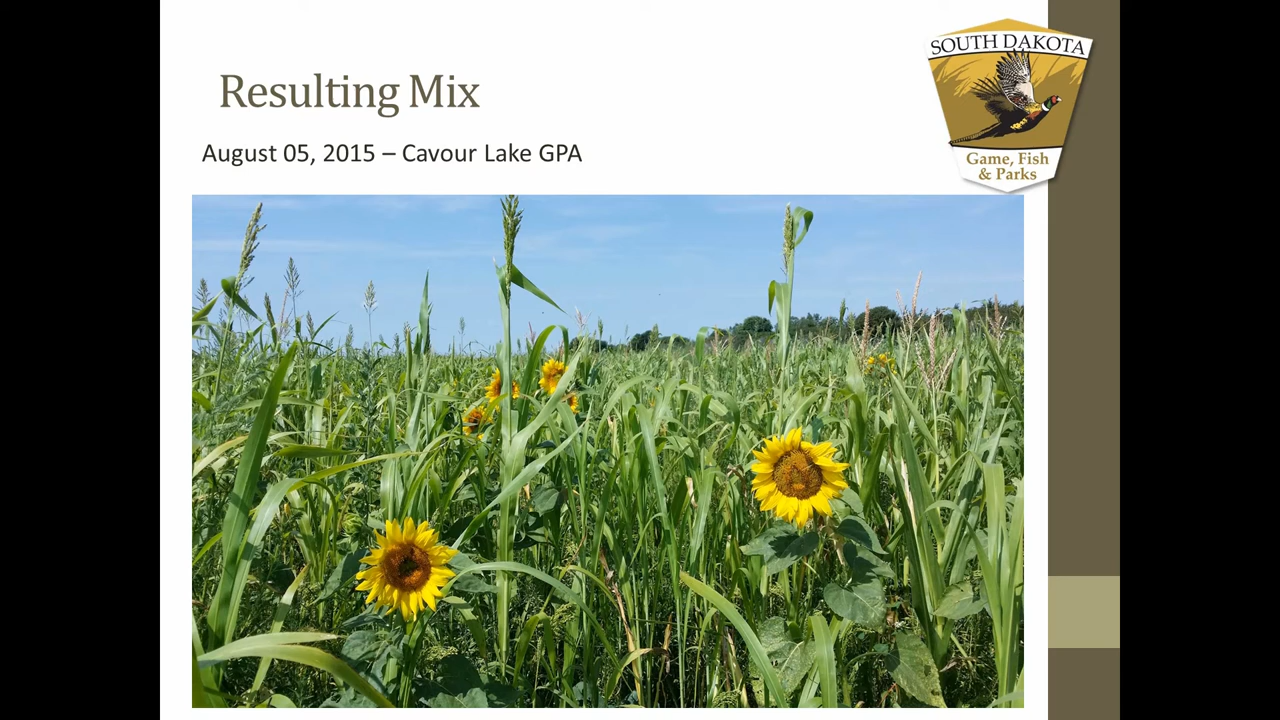 Resulting Mix
August 05, 2015 – Cavour Lake GPA
SOUTH DAKOTA
Game, Fish
& Parks